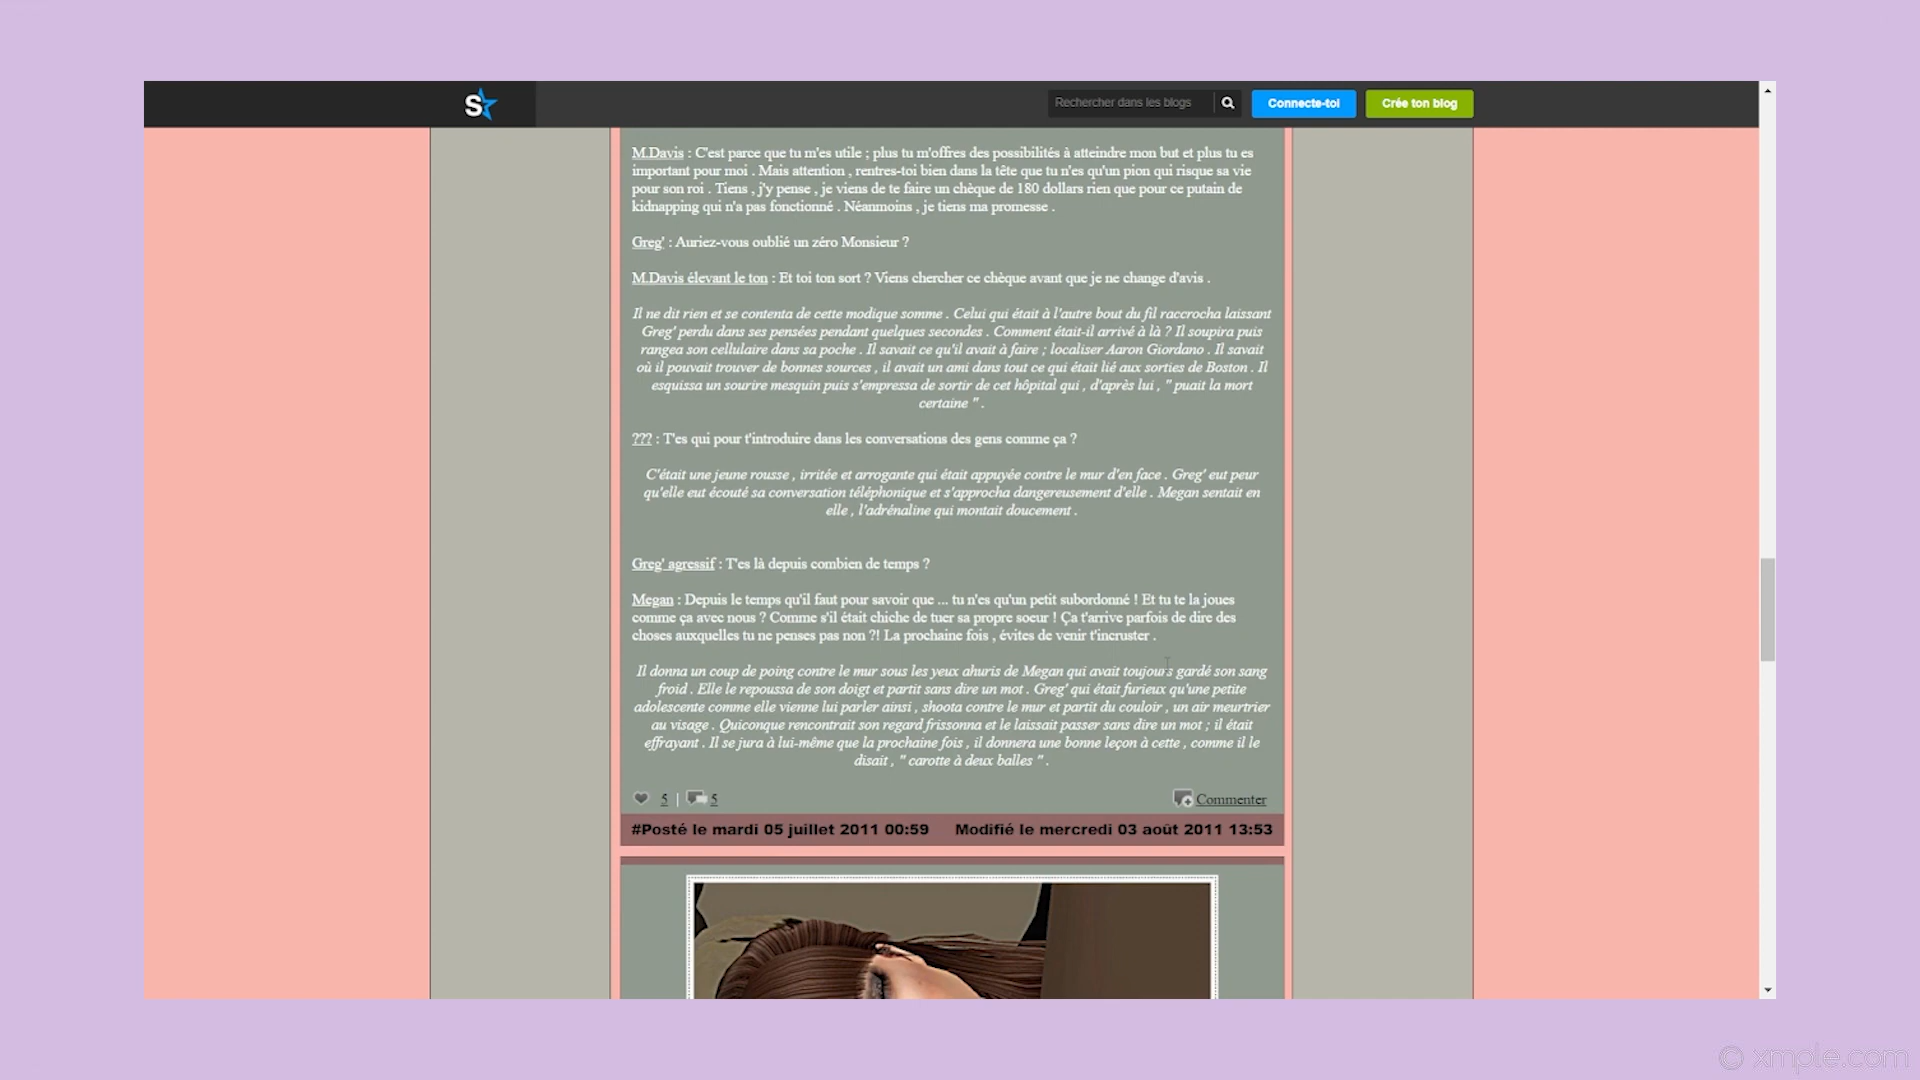 S
Rechercher dans les blogs
Connecte-toi
Crée ton blog
M.Davis : C'est parce que tu m'es utile ; plus tu m'offres des possibilités à atteindre mon but et plus tu es
important pour moi . Mais attention , rentres-toi bien dans la tête que tu n'es qu'un pion qui risque sa vie
pour son roi . Tiens , j'y pense , je viens de te faire un chèque de 180 dollars rien que pour ce putain de
kidnapping qui n'a pas fonctionné . Néanmoins , je tiens ma promesse .
Greg' : Auriez-vous oublié un zéro Monsieur ?
M.Davis élevant le ton : Et toi ton sort ? Viens chercher ce chèque avant que je ne change d'avis .
Il ne dit rien et se contenta de cette modique somme . Celui qui était à l'autre bout du fil raccrocha laissant
Greg' perdu dans ses pensées pendant quelques secondes . Comment était-il arrivé à là ? Il soupira puis
rangea son cellulaire dans sa poche . Il savait ce qu'il avait à faire ; localiser Aaron Giordano . Il savait
où il pouvait trouver de bonnes sources , il avait un ami dans tout ce qui était lié aux sorties de Boston . Il
esquissa un sourire mesquin puis s'empressa de sortir de cet hôpital qui , d'après lui , " puait la mort
certaine " .
??? : T'es qui pour t'introduire dans les conversations des gens comme ça ?
C'était une jeune rousse , irritée et arrogante qui était appuyée contre le mur d'en face . Greg' eut peur
qu'elle eut écouté sa conversation téléphonique et s'approcha dangereusement d'elle . Megan sentait en
elle , l'adrénaline qui montait doucement .
Greg' agressif : T'es là depuis combien de temps ?
Megan : Depuis le temps qu'il faut pour savoir que ... tu n'es qu'un petit subordonné ! Et tu te la joues
comme ça avec nous ? Comme s'il était chiche de tuer sa propre soeur ! Ça t'arrive parfois de dire des
choses auxquelles tu ne penses pas non ?! La prochaine fois , évites de venir t'incruster .
Il donna un coup de poing contre le mur sous les yeux ahuris de Megan qui avait toujours gardé son sang
froid . Elle le repoussa de son doigt et partit sans dire un mot . Greg' qui était furieux qu'une petite
adolescente comme elle vienne lui parler ainsi , shoota contre le mur et partit du couloir , un air meurtrier
au visage . Quiconque rencontrait son regard frissonna et le laissait passer sans dire un mot ; il était
effrayant . Il se jura à lui-même que la prochaine fois , il donnera une bonne leçon à cette , comme il le
disait , " carotte à deux balles " .
5 | 5
Commenter
#Posté le mardi 05 juillet 2011 00:59
Modifié le mercredi 03 août 2011 13:53
© xmple.com